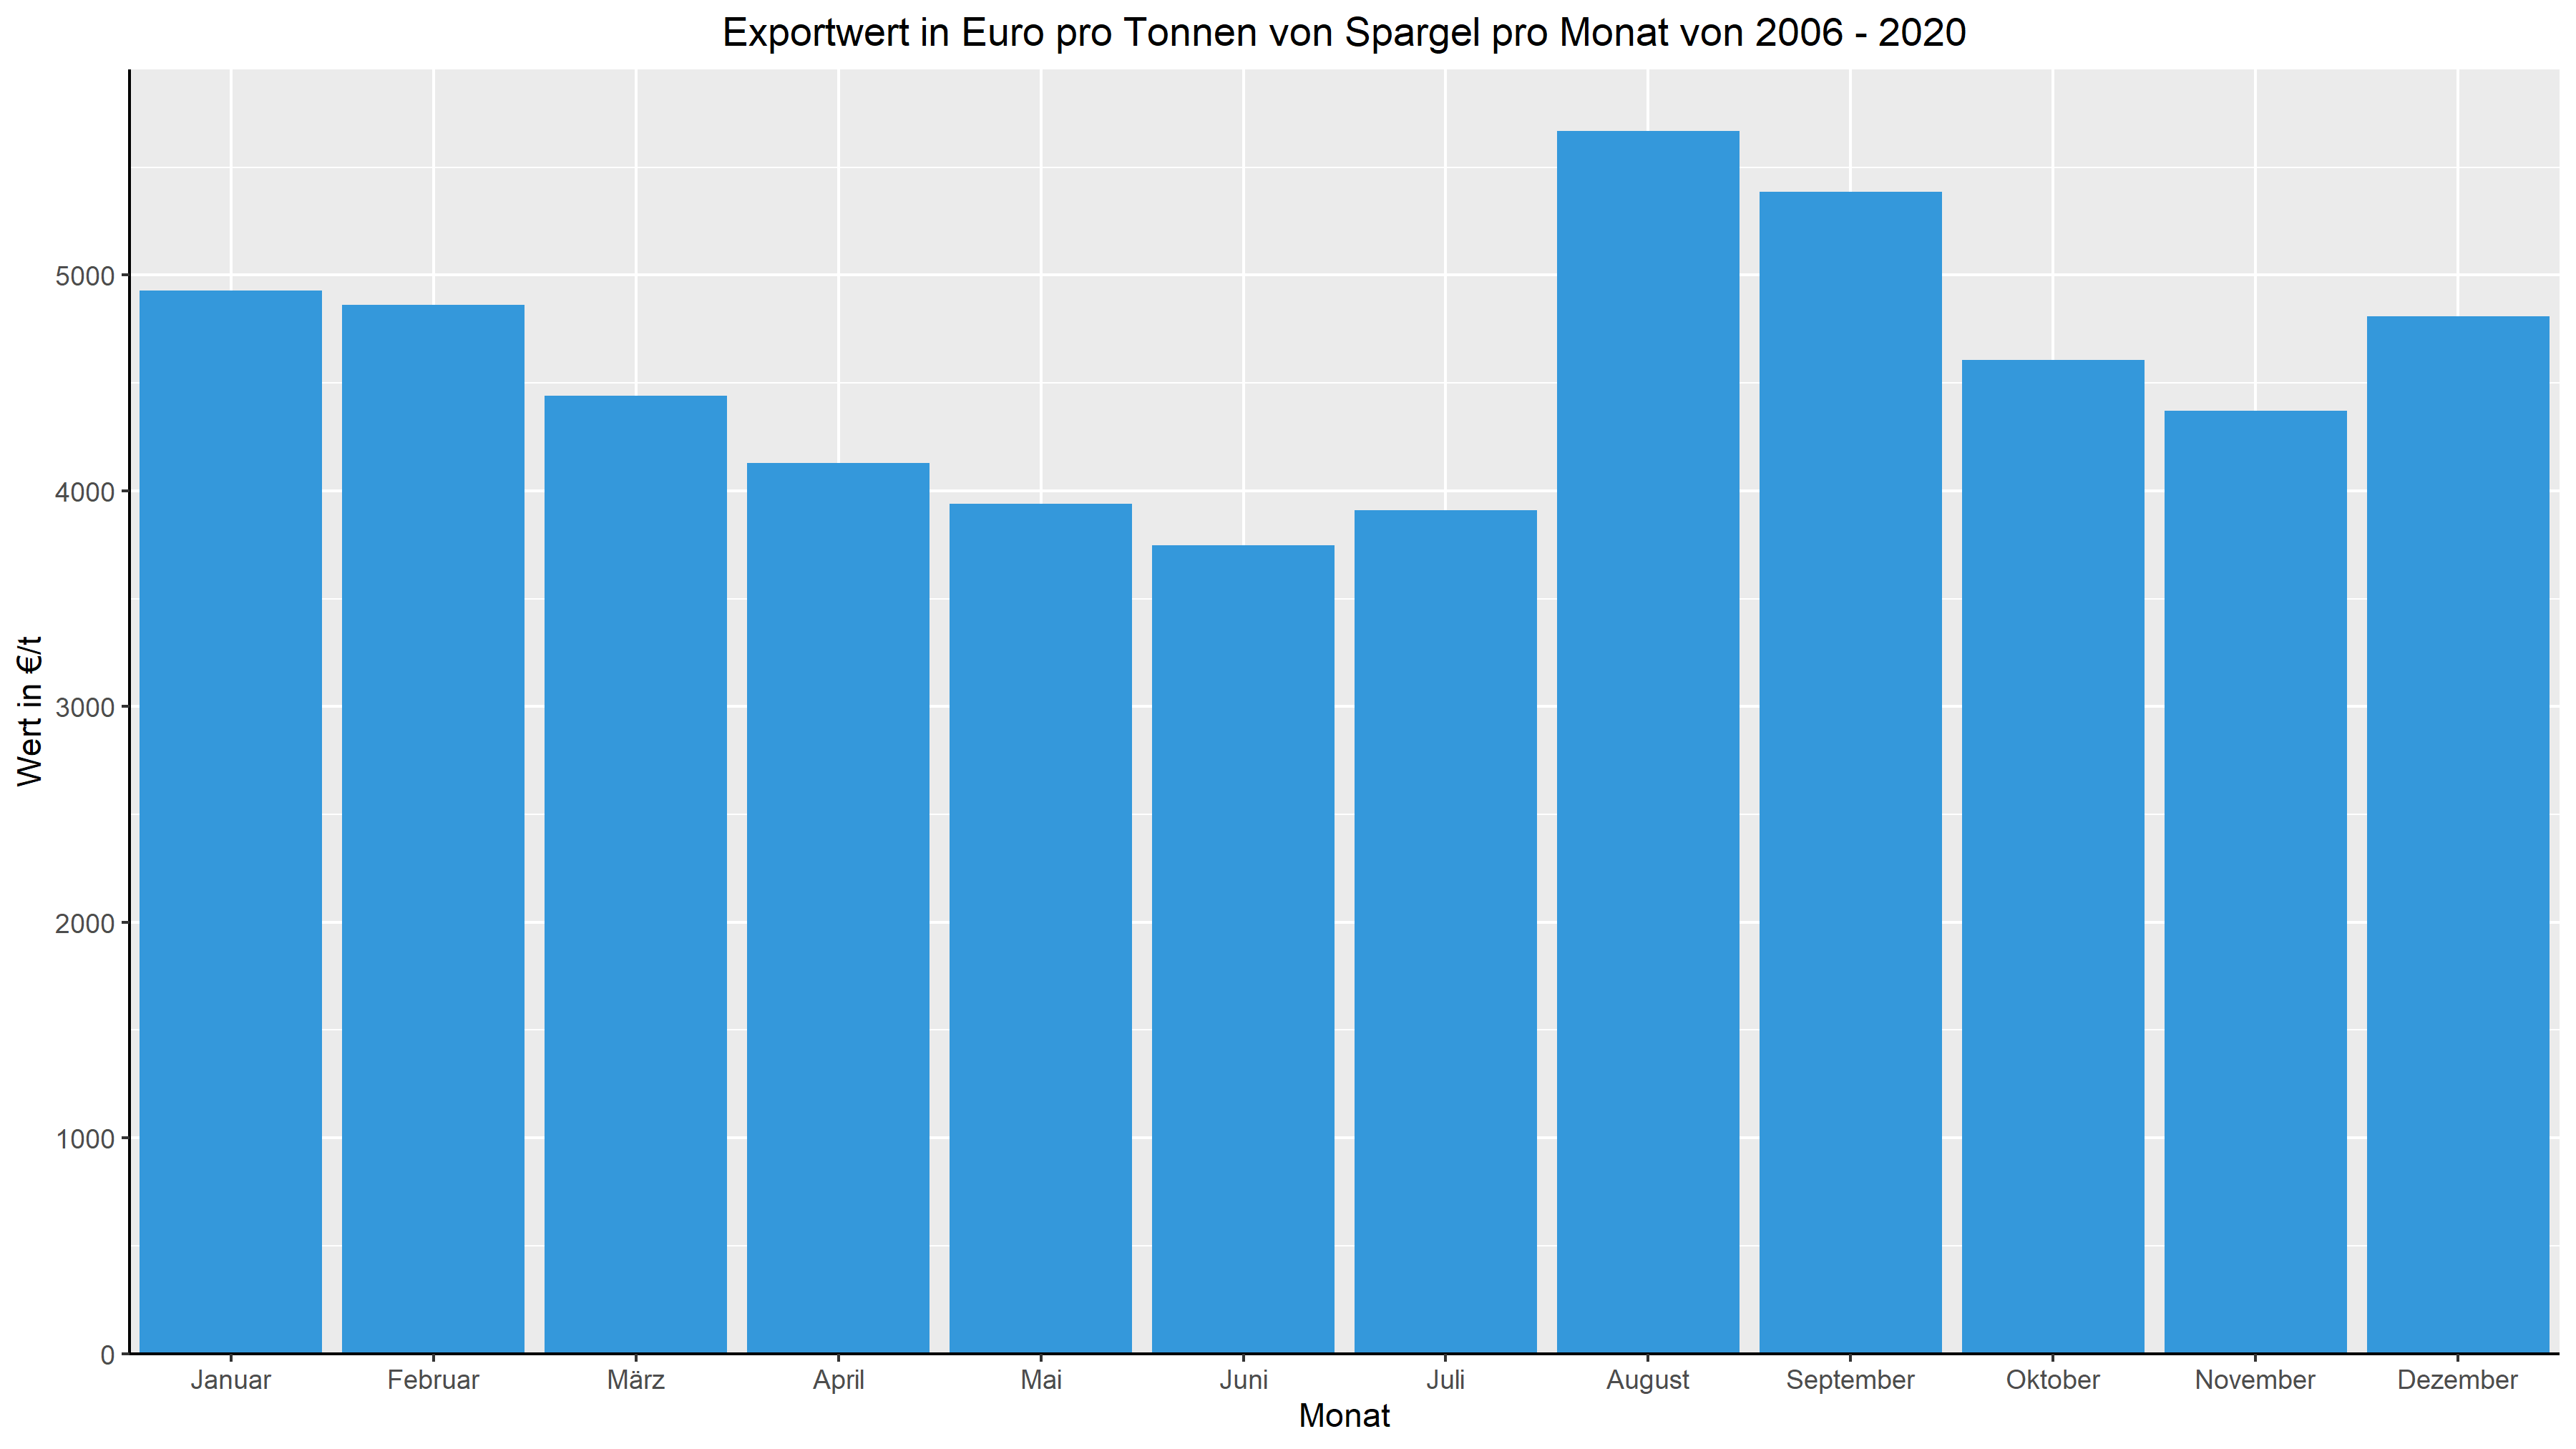 Exportwert in Euro pro Tonnen von Spargel pro Monat von 2006 - 2020
Wert in €/t
5000
4000
3000
2000
1000
0
Januar Februar März April Mai Juni Juli August September Oktober November Dezember
Monat